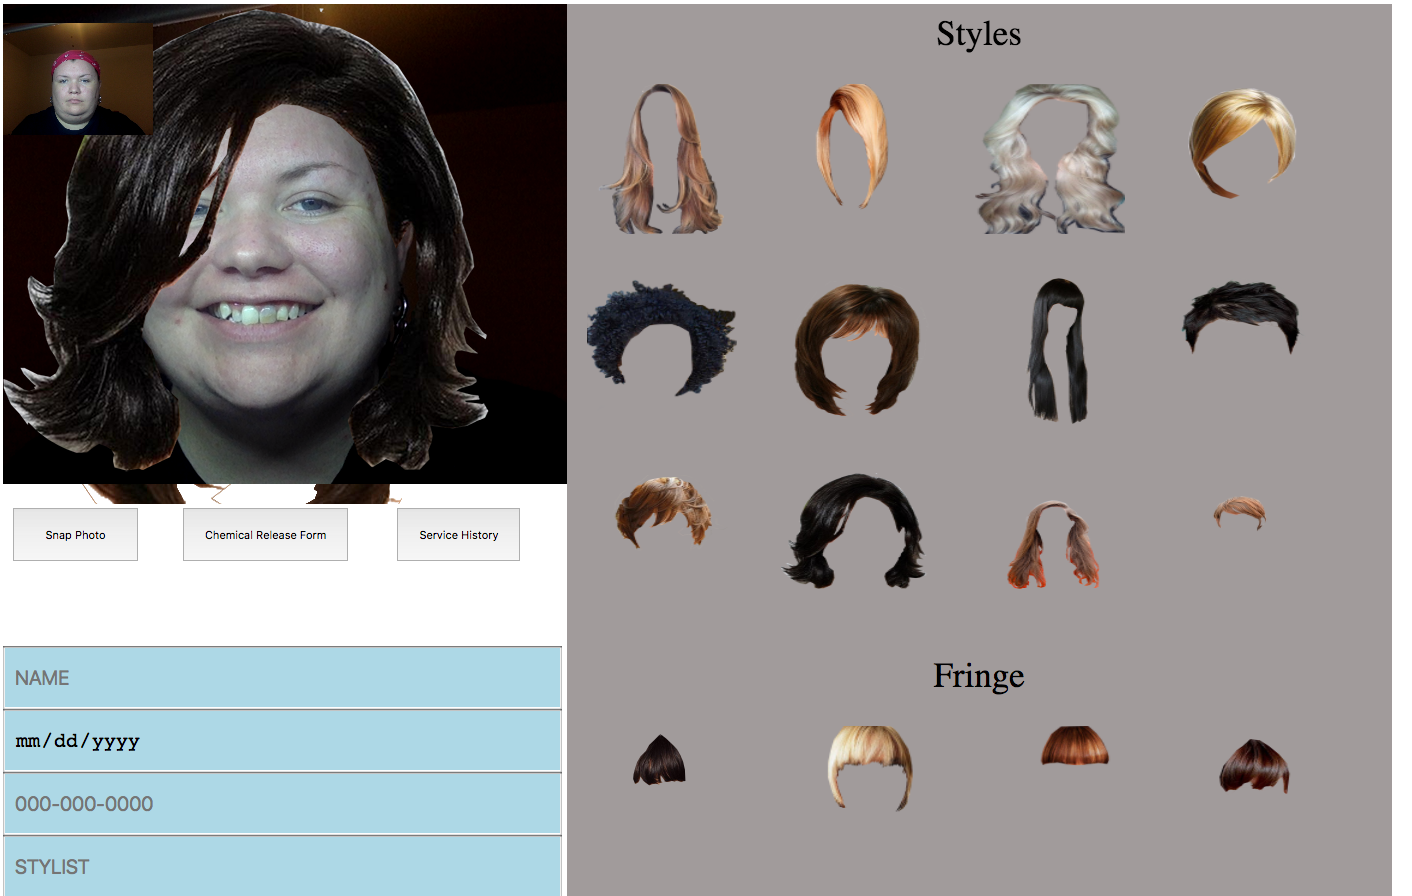 Styles
Snap Photo
Chemical Release Form
Service History
NAME
mm/dd/yyyy
000-000-0000
STYLIST
Fringe